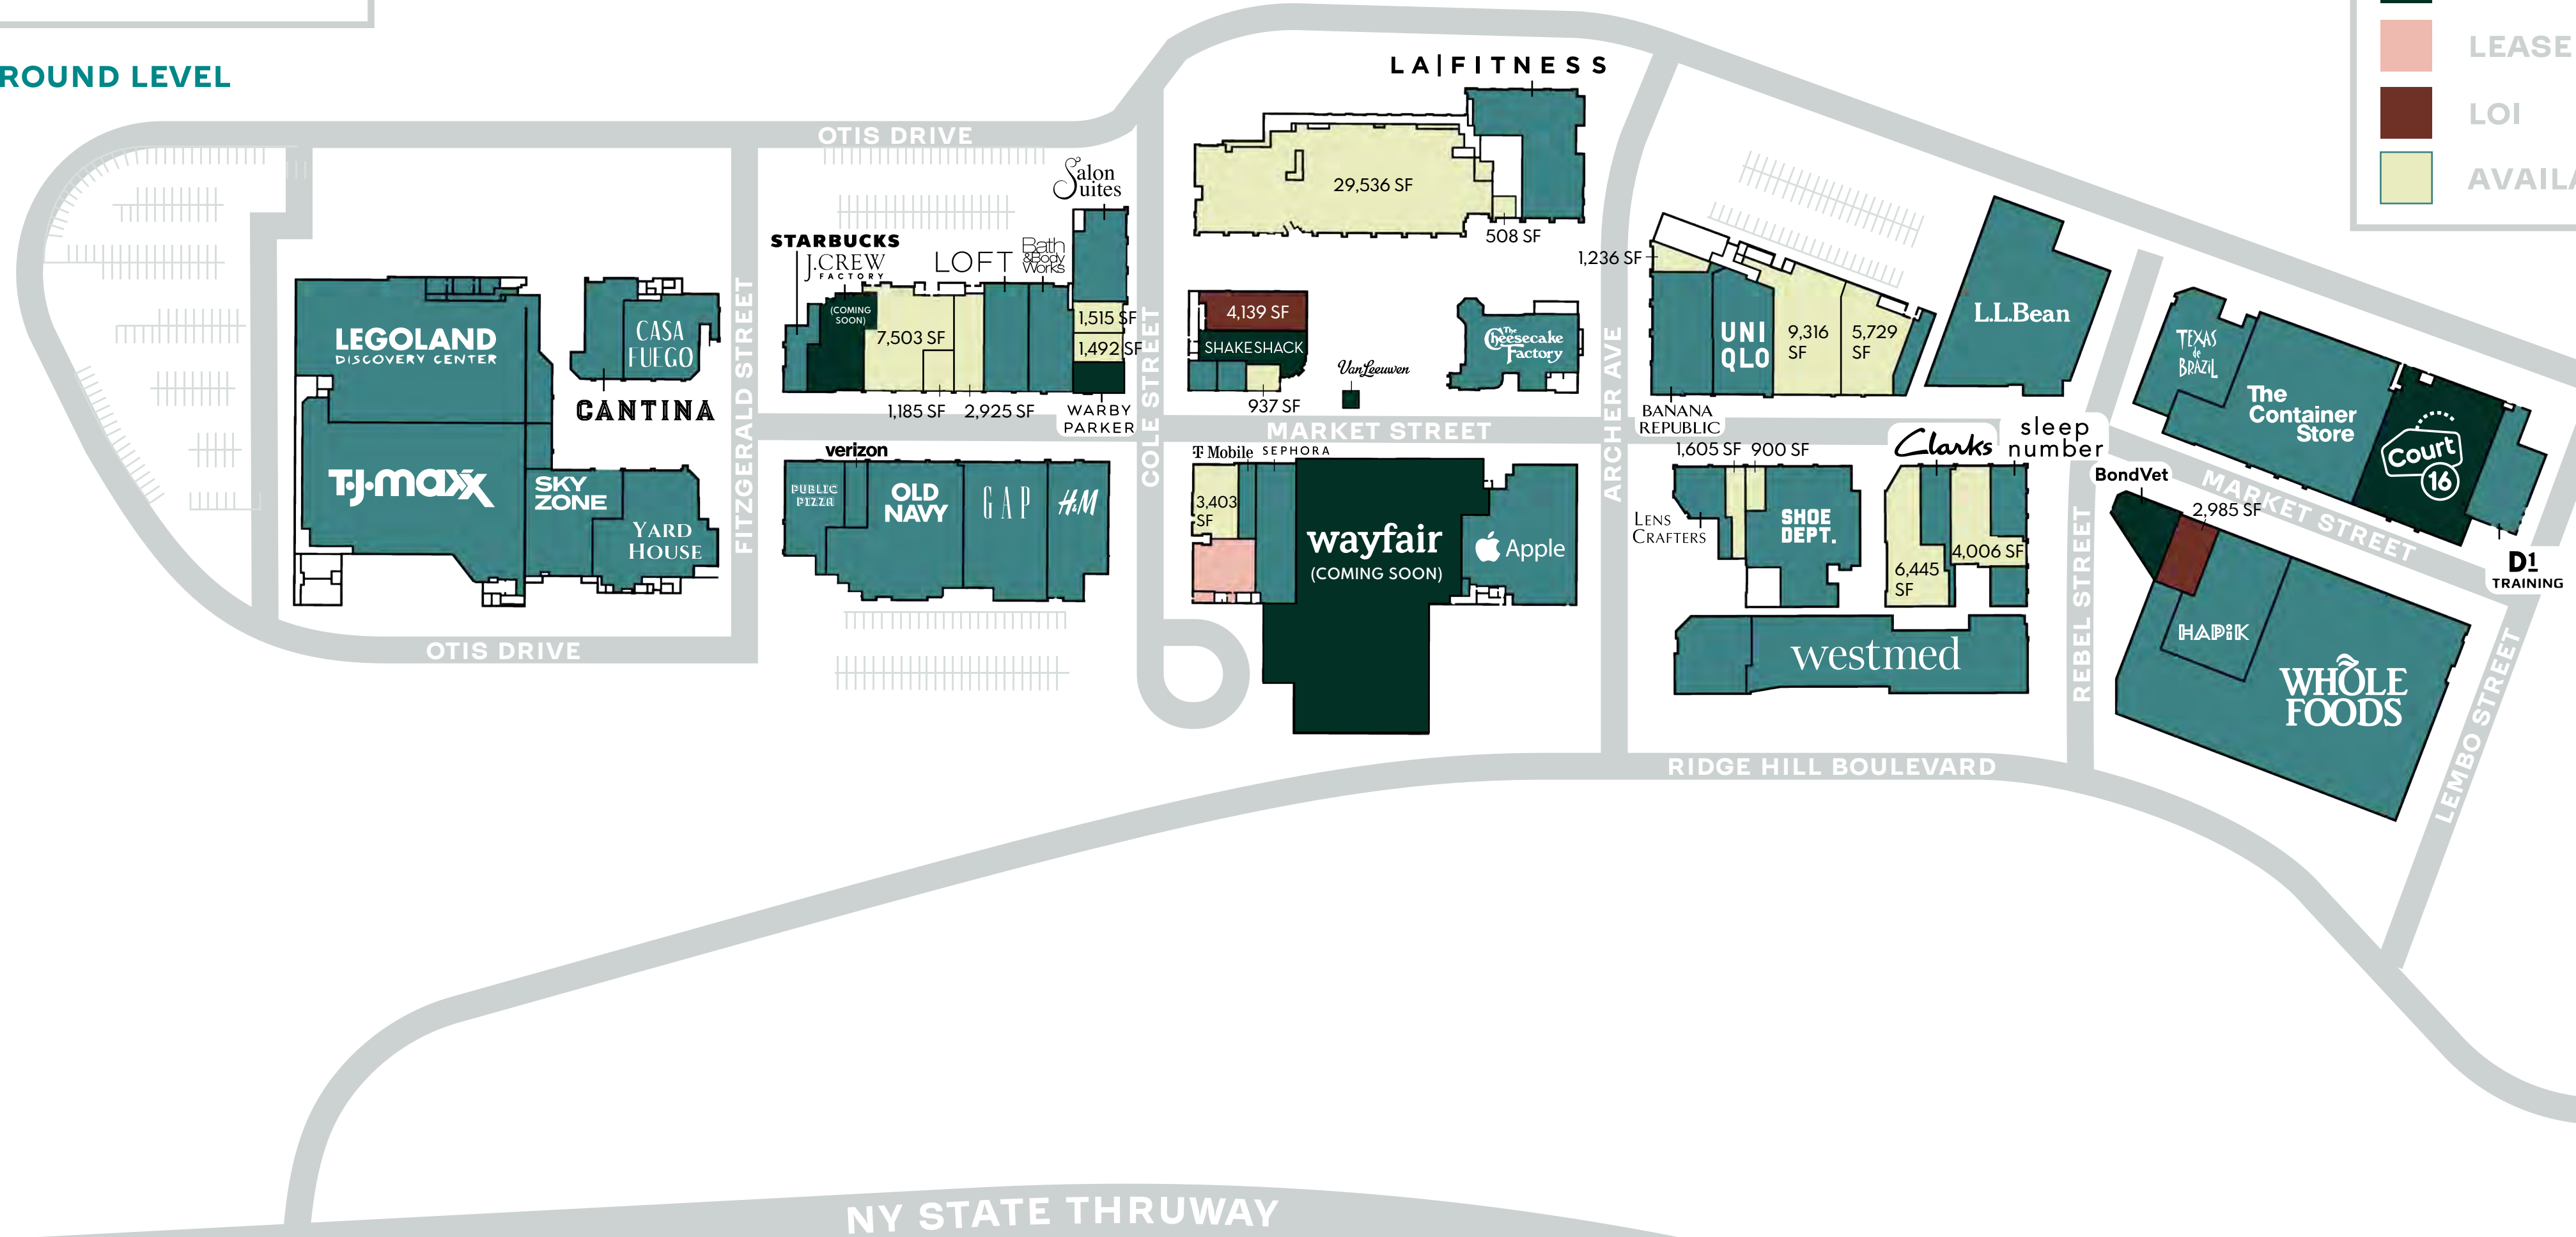 ROUND LEVEL
LEASE
LOI
AVAILA
OTIS DRIVE
LA|FITNESS
29,536 SF
508 SF
Salon
Suites
STARBUCKS
J.CREW
FACTORY
LOFT
Bath
&Body
Works
(COMING
SOON)
7,503 SF
1,515 SF
1,492 SF
1,185 SF
2,925 SF
WARBY
PARKER
LEGOLAND
DISCOVERY CENTER
CASA
FUEGO
CANTINA
T.J.maxx
SKY
ZONE
YARD
HOUSE
FITZGERALD STREET
COLE STREET
4,139 SF
SHAKE SHACK
937 SF
Van Leeuwen
The
Cheesecake
Factory
ARCHER AVE
1,236 SF
UNI
QLO
9,316
SF
5,729
SF
BANANA
REPUBLIC
L.L.Bean
TEXAS
de
BRAZIL
The
Container
Store
Court
16
MARKET STREET
verizon
PUBLIC
PIZZA
OLD
NAVY
GAP
H&M
T Mobile
SEPHORA
3,403
SF
wayfair
(COMING SOON)
Apple
1,605 SF
900 SF
LENS
CRAFTERS
SHOE
DEPT.
Clarks
sleep
number
6,445
SF
4,006 SF
westmed
REBEL STREET
BondVet
2,985 SF
MARKET STREET
D1
TRAINING
HAPiK
WHOLE
FOODS
LEMBO STREET
OTIS DRIVE
RIDGE HILL BOULEVARD
NY STATE THRUWAY